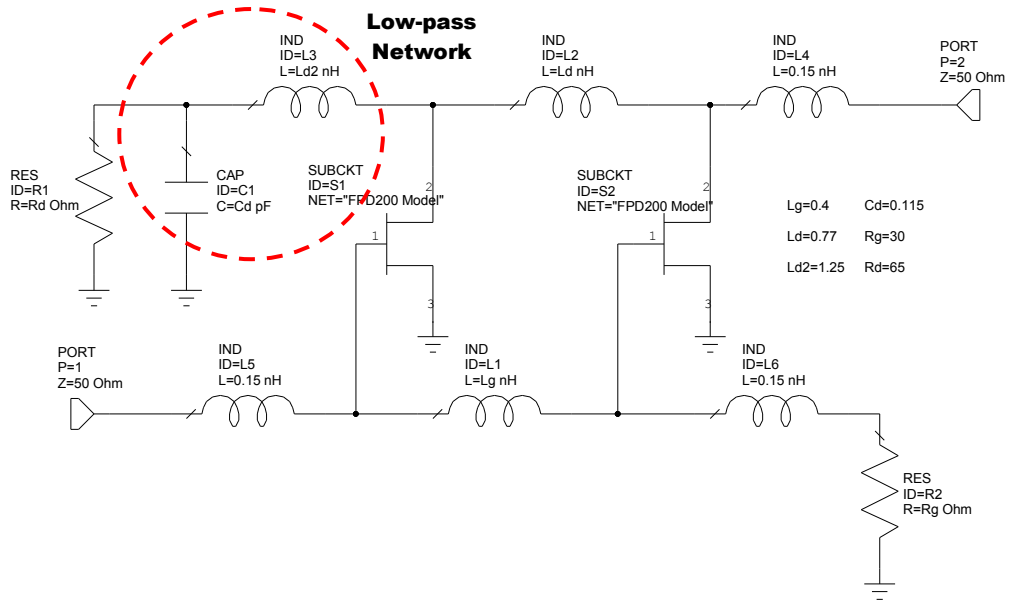 Low-pass
Network
IND
ID=L3
L=Ld2 nH
IND
ID=L2
L=Ld nH
IND
ID=L4
L=0.15 nH
PORT
P=2
Z=50 Ohm
RES
ID=R1
R=Rd Ohm
CAP
ID=C1
C=Cd pF
SUBCKT
ID=S1
NET="FPD200 Model"
2
1
3
SUBCKT
ID=S2
NET="FPD200 Model"
2
1
3
Lg=0.4 Cd=0.115
Ld=0.77 Rg=30
Ld2=1.25 Rd=65
PORT
P=1
Z=50 Ohm
IND
ID=L5
L=0.15 nH
IND
ID=L1
L=Lg nH
IND
ID=L6
L=0.15 nH
RES
ID=R2
R=Rg Ohm